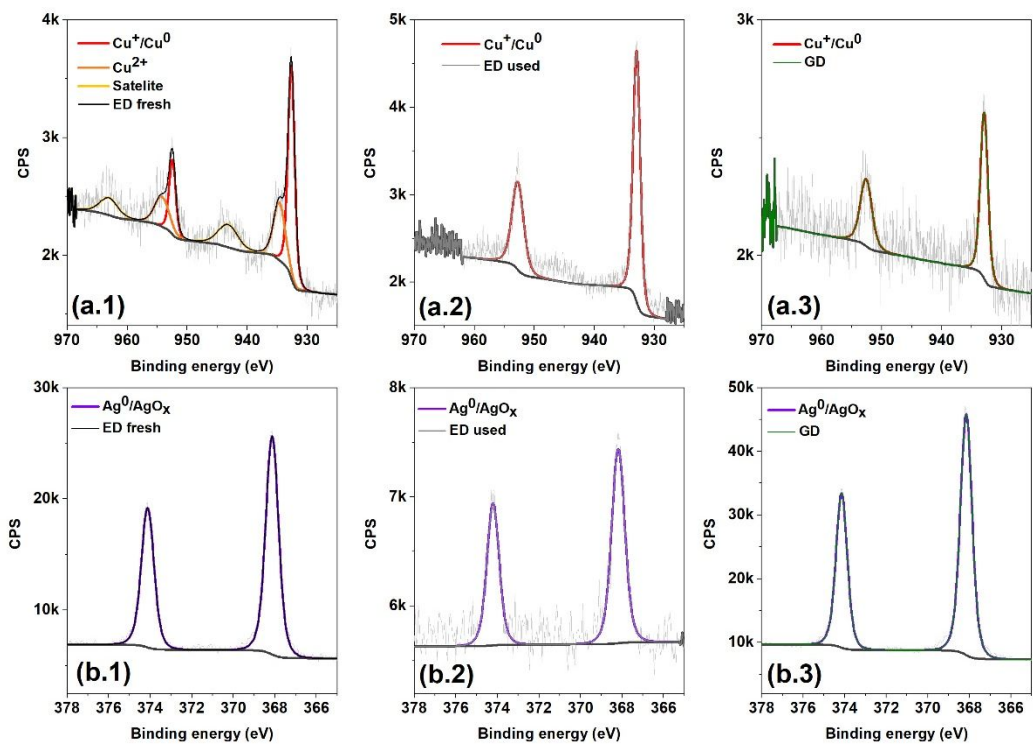 4k
Cu⁺/Cu⁰
Cu²⁺
Satelite
ED fresh
3k
2k
CPS
(a.1)
970 960 950 940 930
Binding energy (eV)
5k
Cu⁺/Cu⁰
ED used
4k
3k
2k
CPS
(a.2)
970 960 950 940 930
Binding energy (eV)
3k
Cu⁺/Cu⁰
GD
2k
CPS
(a.3)
970 960 950 940 930
Binding energy (eV)
30k
Ag⁰/AgOₓ
ED fresh
20k
10k
CPS
(b.1)
378 376 374 372 370 368 366
Binding energy (eV)
8k
Ag⁰/AgOₓ
ED used
7k
6k
CPS
(b.2)
378 376 374 372 370 368 366
Binding energy (eV)
50k
Ag⁰/AgOₓ
GD
40k
30k
20k
10k
CPS
(b.3)
378 376 374 372 370 368 366
Binding energy (eV)